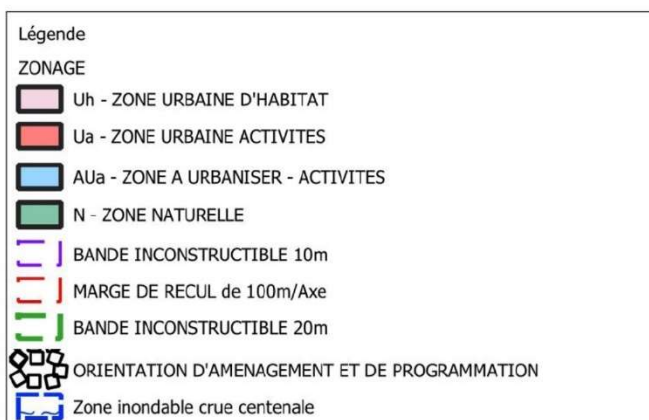 Légende
ZONAGE
Uh - ZONE URBAINE D'HABITAT
Ua - ZONE URBAINE ACTIVITES
AUa - ZONE A URBANISER - ACTIVITES
N - ZONE NATURELLE
BANDE INCONSTRUCTIBLE 10m
MARGE DE RECUL de 100m/Axe
BANDE INCONSTRUCTIBLE 20m
ORIENTATION D'AMENAGEMENT ET DE PROGRAMMATION
Zone inondable crue centenale